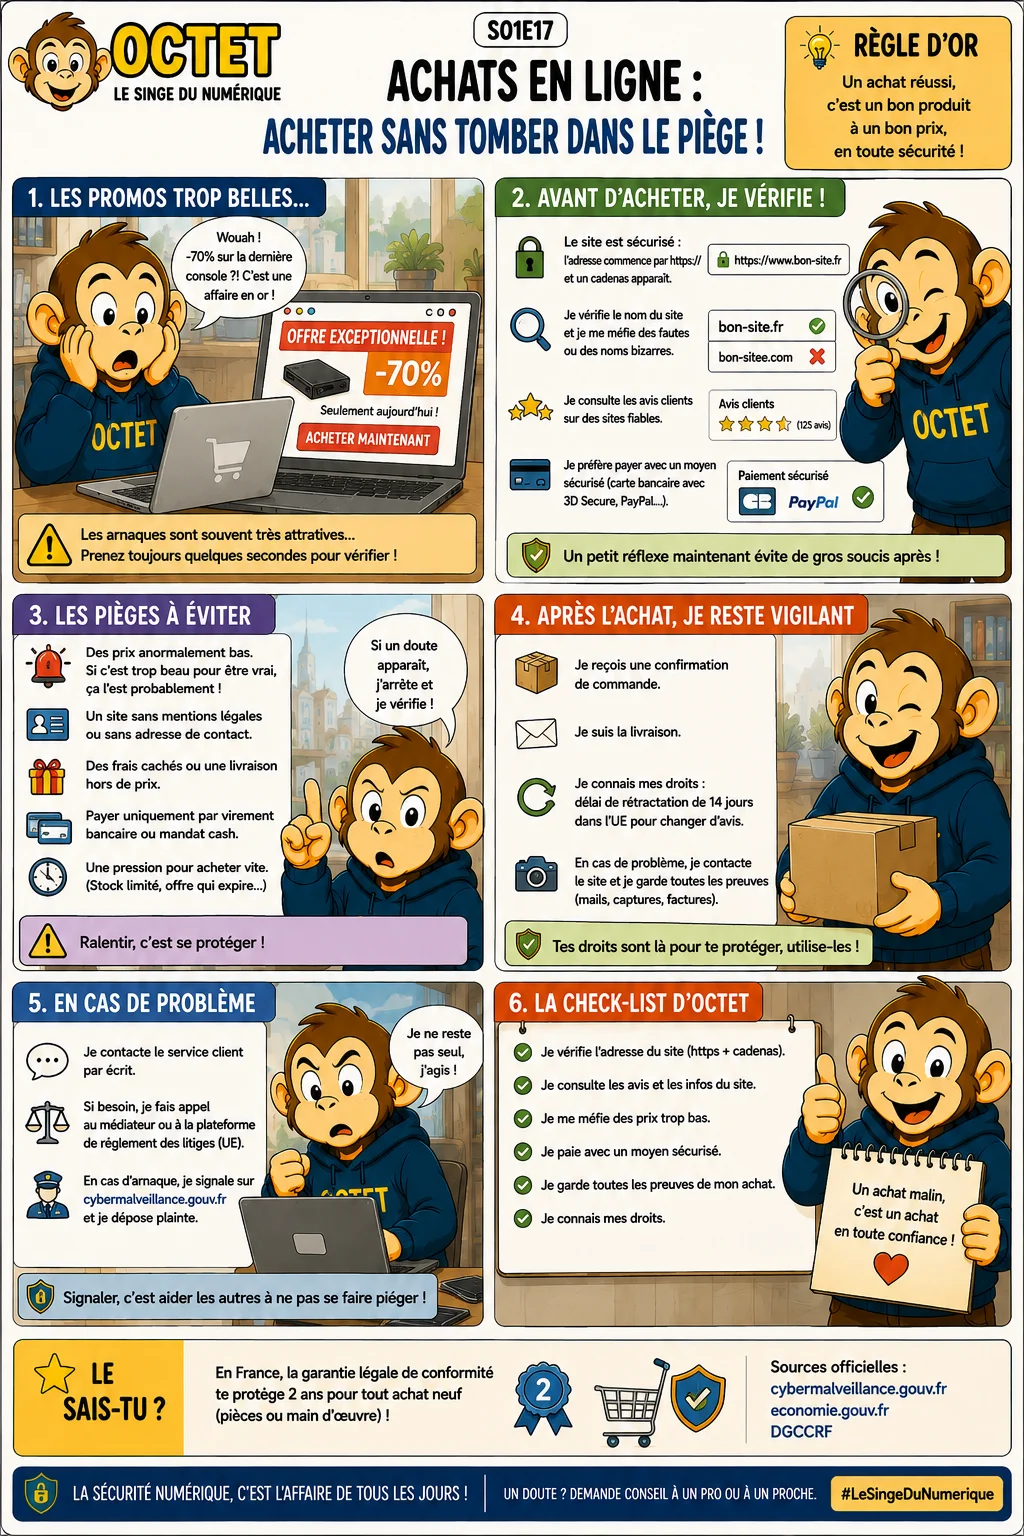 OCTET
LE SINGE DU NUMÉRIQUE
S01E17
ACHATS EN LIGNE :
ACHETER SANS TOMBER DANS LE PIÈGE !
RÈGLE D'OR
Un achat réussi,
c'est un bon produit
à un bon prix,
en toute sécurité !
1. LES PROMOS TROP BELLES...
Wouah !
-70% sur la dernière
console ?! C'est une
affaire en or !
OFFRE EXCEPTIONNELLE !
-70%
Seulement aujourd'hui !
ACHETER MAINTENANT
OCTET
Les arnaques sont souvent très attratives...
Prenez toujours quelques secondes pour vérifier !
2. AVANT D'ACHETER, JE VÉRIFIE !
Le site est sécurisé :
l'adresse commence par https://
et un cadenas apparaît.
https://www.bon-site.fr
Je vérifie le nom du site
et je me méfie des fautes
ou des noms bizarres.
bon-site.fr
bon-sitee.com
Je consulte les avis clients
sur des sites fiables.
Avis clients
(125 avis)
Je préfère payer avec un moyen
sécurisé (carte bancaire avec
3D Secure, PayPal....).
Paiement sécurisé
CB PayPal
OCTET
Un petit réflexe maintenant évite de gros soucis après !
3. LES PIÈGES À ÉVITER
Des prix anormalement bas.
Si c'est trop beau pour être vrai,
ça l'est probablement !
Un site sans mentions légales
ou sans adresse de contact.
Des frais cachés ou une livraison
hors de prix.
Payer uniquement par virement
bancaire ou mandat cash.
Une pression pour acheter vite.
(Stock limité, offre qui expire...)
Si un doute
apparaît,
j'arrête et
je vérifie !
Ralentir, c'est se protéger !
4. APRÈS L'ACHAT, JE RESTE VIGILANT
Je reçois une confirmation
de commande.
Je suis la livraison.
Je connais mes droits :
délai de rétractation de 14 jours
dans l'UE pour changer d'avis.
En cas de problème, je contacte
le site et je garde toutes les preuves
(mails, captures, factures).
Tes droits sont là pour te protéger, utilise-les !
5. EN CAS DE PROBLÈME
Je contacte le service client
par écrit.
Si besoin, je fais appel
au médiateur ou à la plateforme
de règlement des litiges (UE).
En cas d'arnaque, je signale sur
cybermalveillance.gouv.fr
et je dépose plainte.
Je ne reste
pas seul,
j'agis !
OCTET
Signaler, c'est aider les autres à ne pas se faire piéger !
6. LA CHECK-LIST D'OCTET
Je vérifie l'adresse du site (https + cadenas).
Je consulte les avis et les infos du site.
Je me méfie des prix trop bas.
Je paie avec un moyen sécurisé.
Je garde toutes les preuves de mon achat.
Je connais mes droits.
Un achat malin,
c'est un achat
en toute confiance !
LE
SAIS-TU ?
En France, la garantie légale de conformité
te protège 2 ans pour tout achat neuf
(pièces ou main d'œuvre) !
2
Sources officielles :
cybermalveillance.gouv.fr
economie.gouv.fr
DGCCRF
LA SÉCURITÉ NUMÉRIQUE, C'EST L'AFFAIRE DE TOUS LES JOURS !
UN DOUTE ? DEMANDE CONSEIL À UN PRO OU À UN PROCHE.
#LeSingeDuNumerique